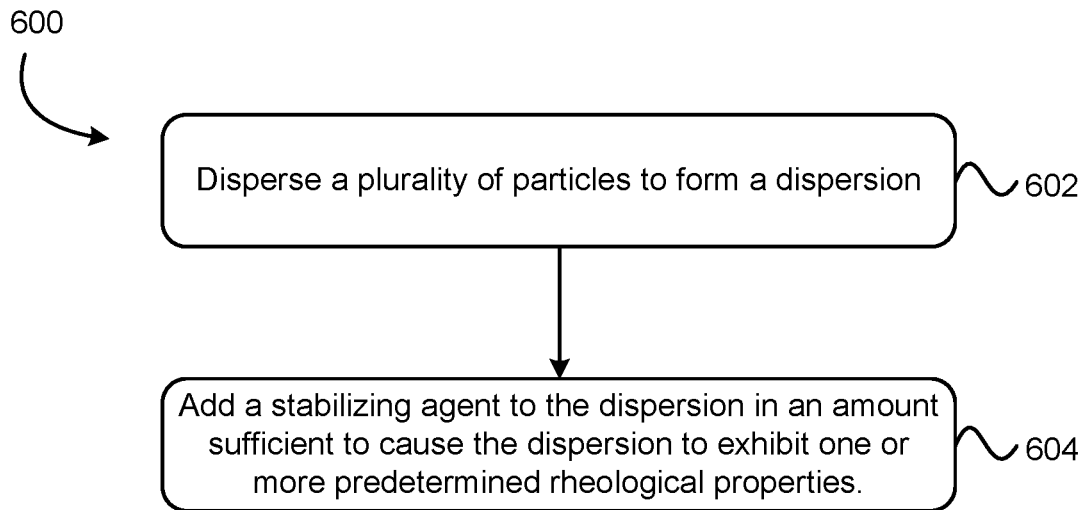 600
Disperse a plurality of particles to form a dispersion
602
Add a stabilizing agent to the dispersion in an amount
sufficient to cause the dispersion to exhibit one or
more predetermined rheological properties.
604